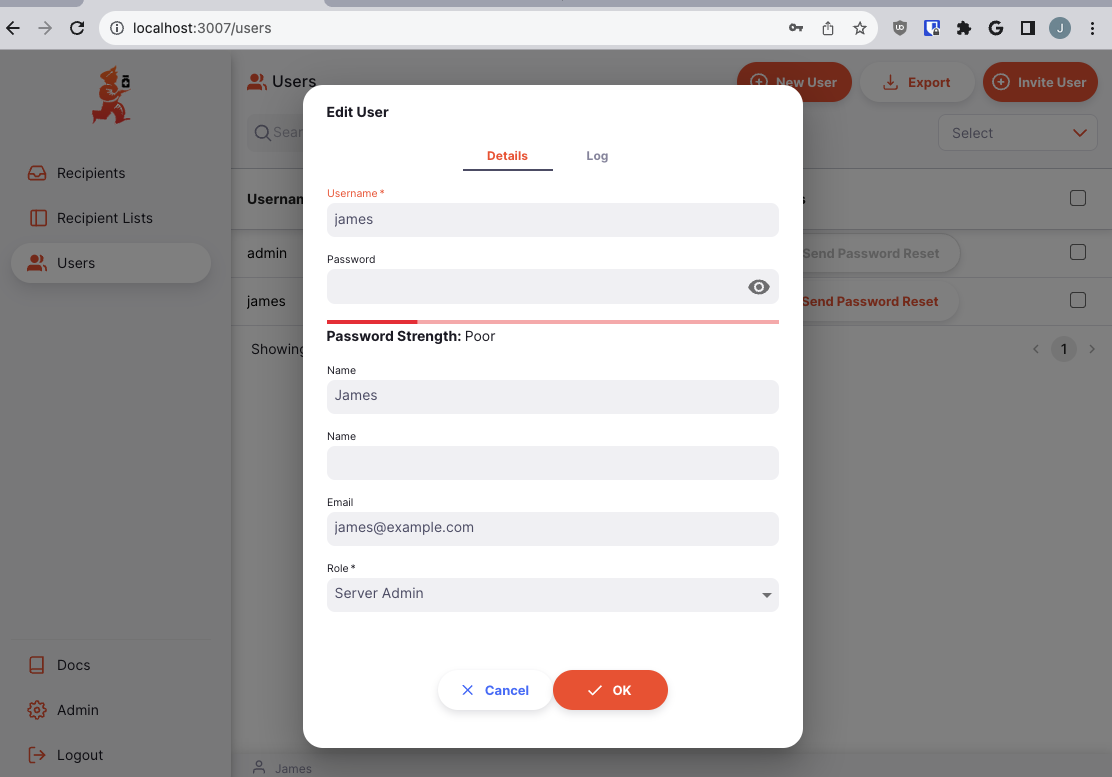 localhost:3007/users
J
Users
New User
Export
Invite User
Sear
Select
Recipients
Recipient Lists
Users
Usernam
s
admin
Send Password Reset
james
Send Password Reset
Showing
1
Edit User
Details
Log
Username *
james
Password
Password Strength: Poor
Name
James
Name
Email
james@example.com
Role *
Server Admin
Cancel
OK
Docs
Admin
Logout
James